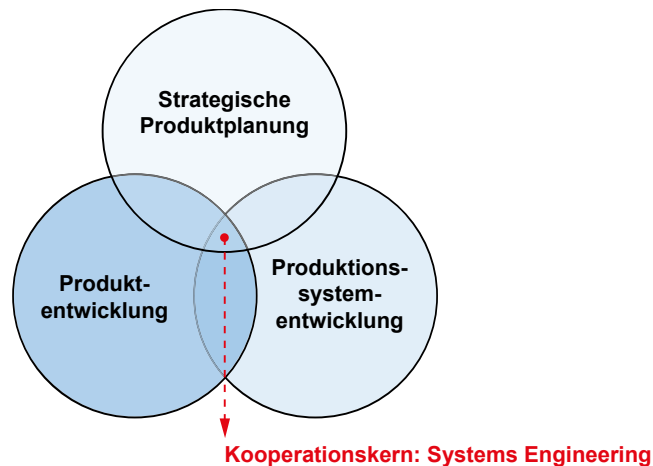 Strategische
Produktplanung
Produkt-
entwicklung
Produktions-
system-
entwicklung
Kooperationskern: Systems Engineering